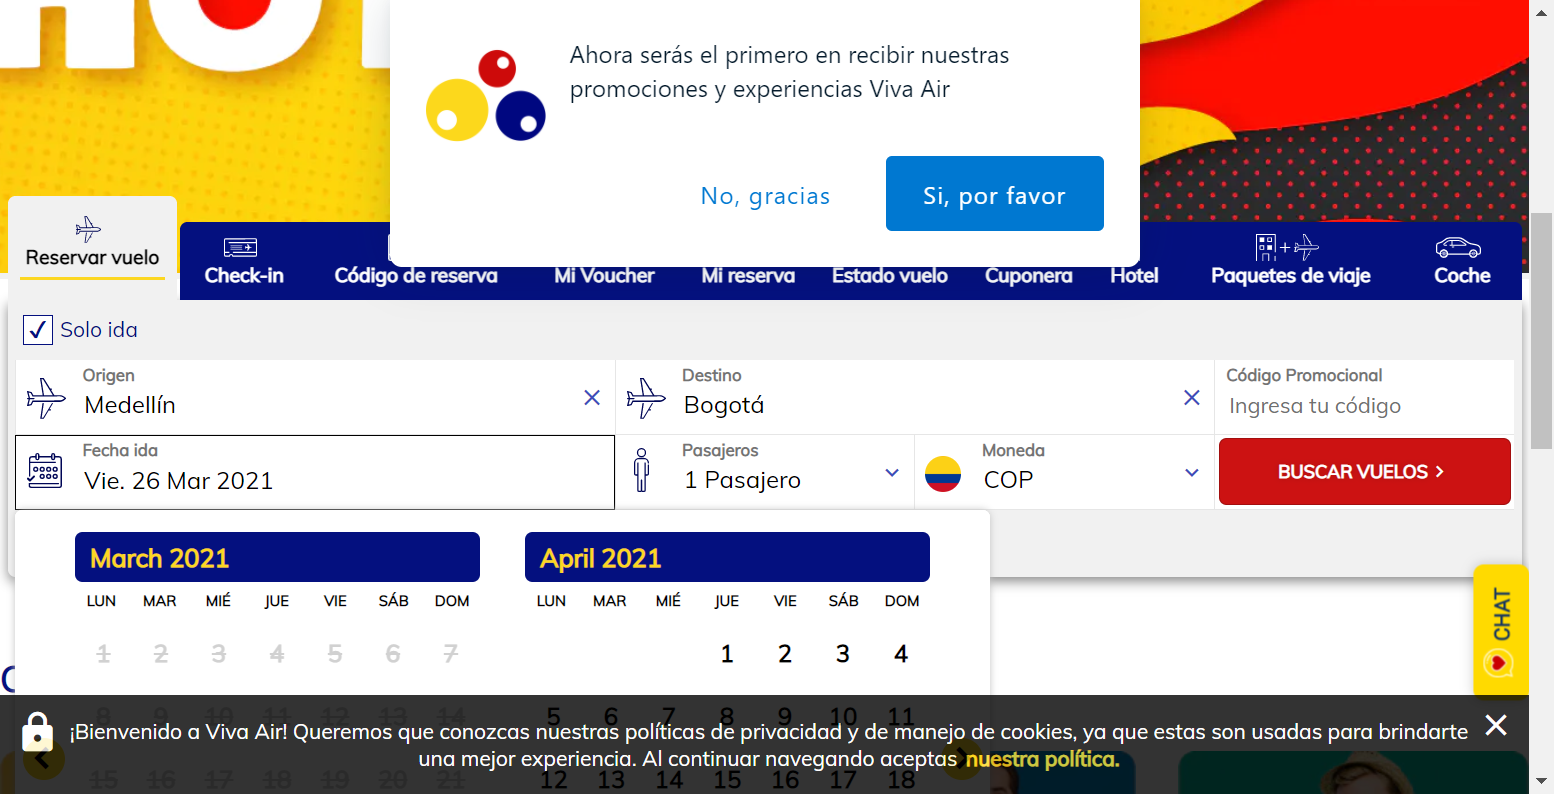 Ahora serás el primero en recibir nuestras
promociones y experiencias Viva Air
No, gracias
Si, por favor
Reservar vuelo
Check-in
Código de reserva
Mi Voucher
Mi reserva
Estado vuelo
Cuponera
Hotel
Paquetes de viaje
Coche
Solo ida
Origen
Medellín
Destino
Bogotá
Código Promocional
Ingresa tu código
Fecha ida
Vie. 26 Mar 2021
Pasajeros
1 Pasajero
Moneda
COP
BUSCAR VUELOS
March 2021
LUN MAR MIÉ JUE VIE SÁB DOM
1 2 3 4 5 6 7
8 9 10 11 12 13 14
15 16 17 18 19 20 21
April 2021
LUN MAR MIÉ JUE VIE SÁB DOM
1 2 3 4
5 6 7 8 9 10 11
12 13 14 15 16 17 18
CHAT
¡Bienvenido a Viva Air! Queremos que conozcas nuestras políticas de privacidad y de manejo de cookies, ya que estas son usadas para brindarte
una mejor experiencia. Al continuar navegando aceptas nuestra política.